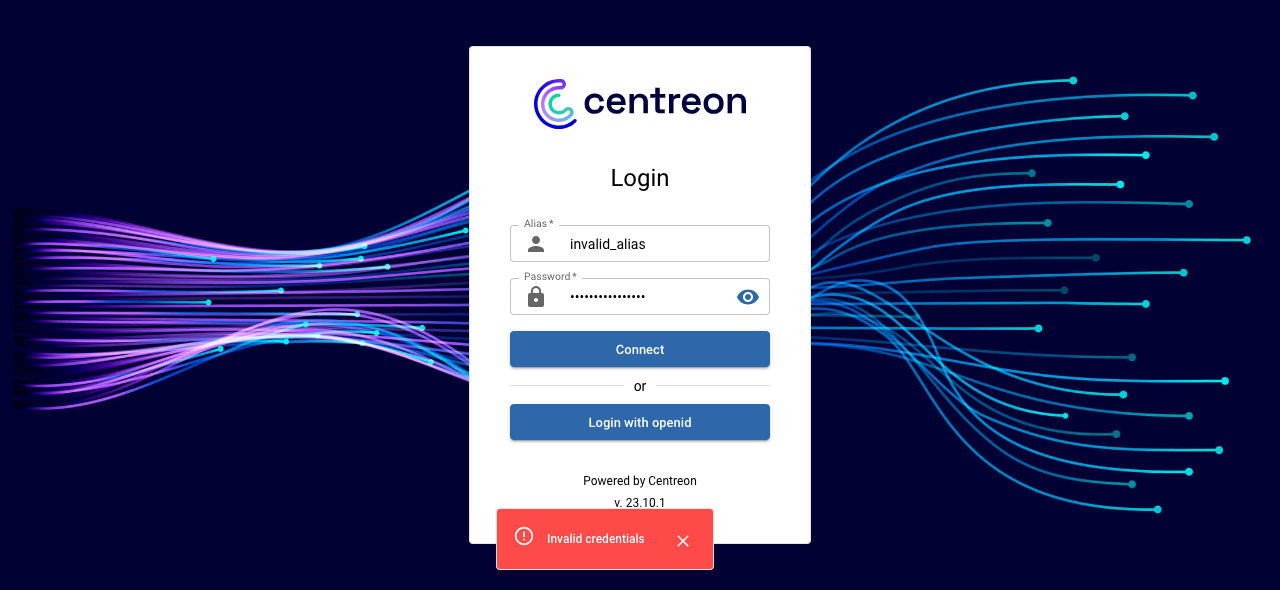 centreon
Login
Alias *
invalid_alias
Password *
••••••••••••••••
Connect
or
Login with openid
Powered by Centreon
v. 23.10.1
Invalid credentials